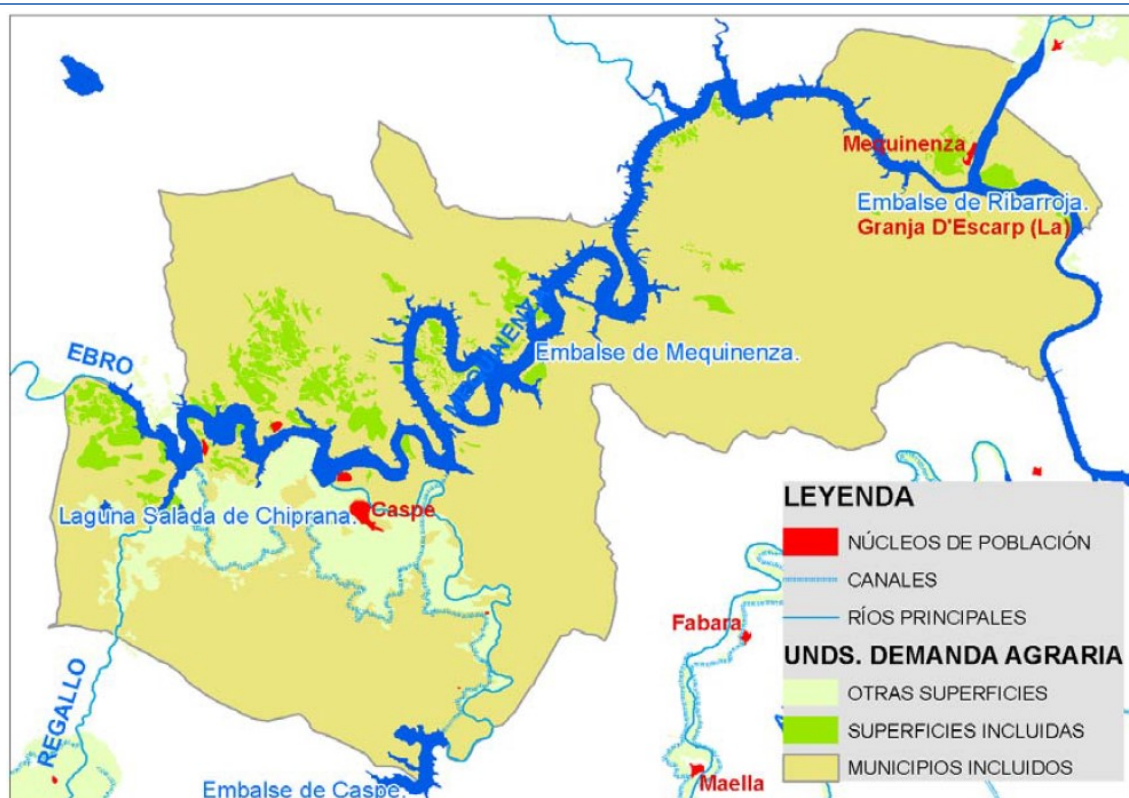 Mequinenza
Embalse de Ribarroja.
Granja D'Escarp (La)
EBRO
MEQUINENZA
Embalse de Mequinenza.
Laguna Salada de Chiprana.
Caspe
REGALLO
Embalse de Caspe.
Fabara
Maella
LEYENDA
NÚCLEOS DE POBLACIÓN
CANALES
RÍOS PRINCIPALES
UNDS. DEMANDA AGRARIA
OTRAS SUPERFICIES
SUPERFICIES INCLUIDAS
MUNICIPIOS INCLUIDOS